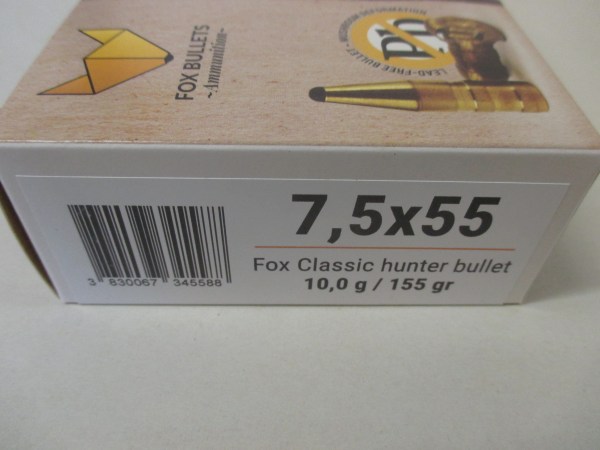 FOX BULLETS
~Ammunition~
Pb
LEAD-FREE BULLET
7,5x55
Fox Classic hunter bullet
10,0 g / 155 gr
3 830067 345588